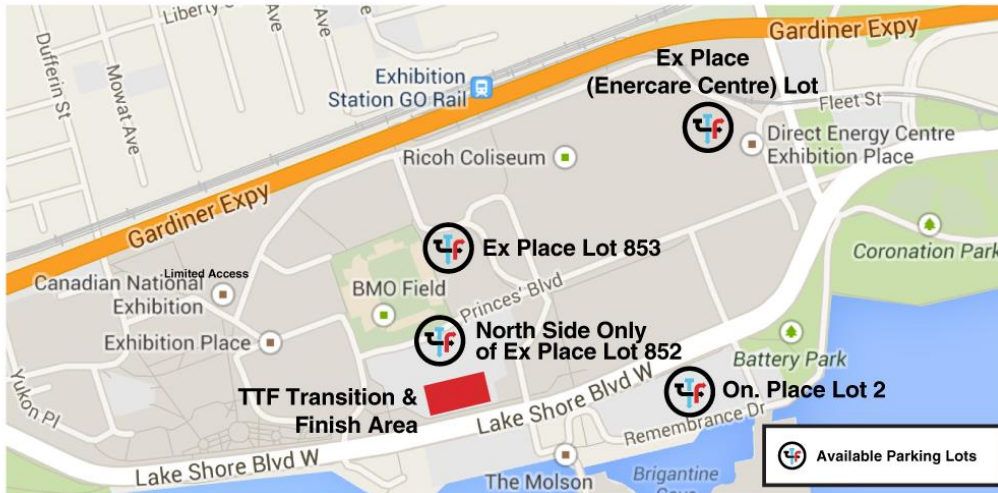 Liberty S
Ave
Ave
Dufferin St
Mowat Ave
Gardiner Expy
Exhibition
Station GO Rail
Ex Place
(Enercare Centre) Lot
Fleet St
Direct Energy Centre
Exhibition Place
Ricoh Coliseum
Gardiner Expy
Ex Place Lot 853
Coronation Park
Limited Access
Canadian National
Exhibition
BMO Field
Princes' Blvd
Exhibition Place
North Side Only
of Ex Place Lot 852
Battery Park
Yukon Pl
TTF Transition &
Finish Area
Lake Shore Blvd W
On. Place Lot 2
Remembrance Dr
Lake Shore Blvd W
The Molson
Brigantine
Available Parking Lots